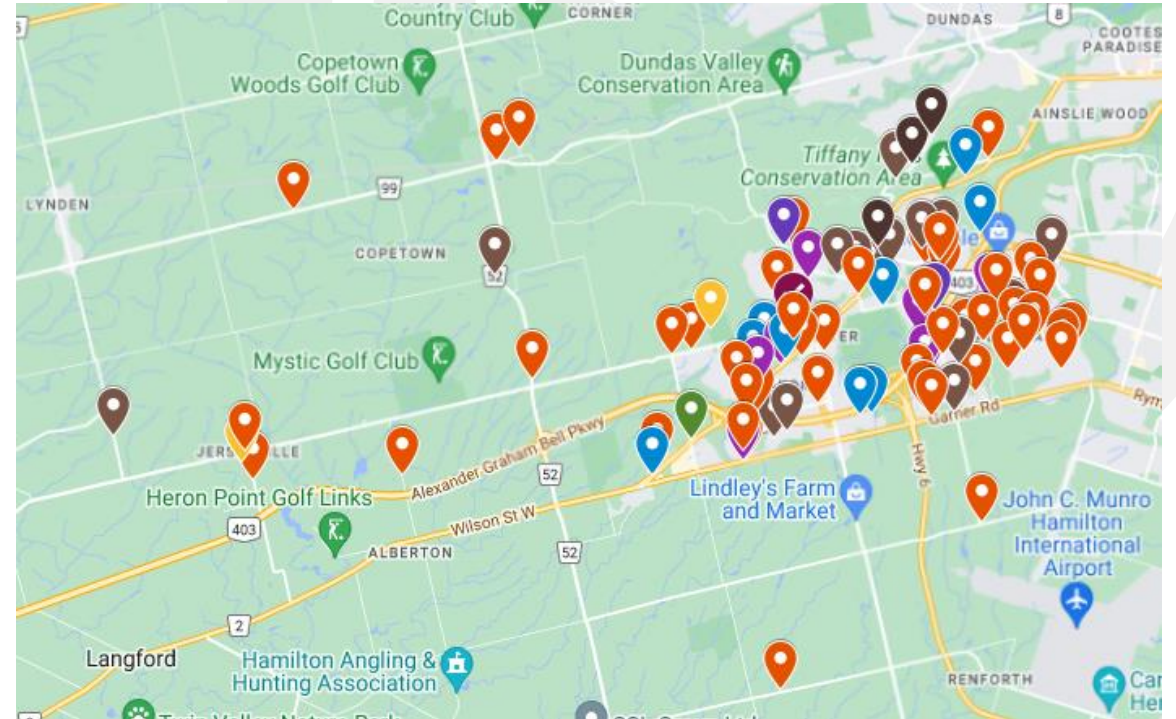 Country Club
CORNER
DUNDAS
8
5
COOTES
PARADISE
Copetown
Woods Golf Club
Dundas Valley
Conservation Area
AINSLIE WOOD
Tiffany
Conservation Area
99
LYNDEN
COPETOWN
52
403
Mystic Golf Club
Garner Rd
Alexander Graham Bell Pkwy
Hwy 6
Heron Point Golf Links
52
Lindley's Farm
and Market
John C. Munro
Hamilton
International
Airport
403
Wilson St W
ALBERTON
52
2
Langford
Hamilton Angling &
Hunting Association
RENFORTH